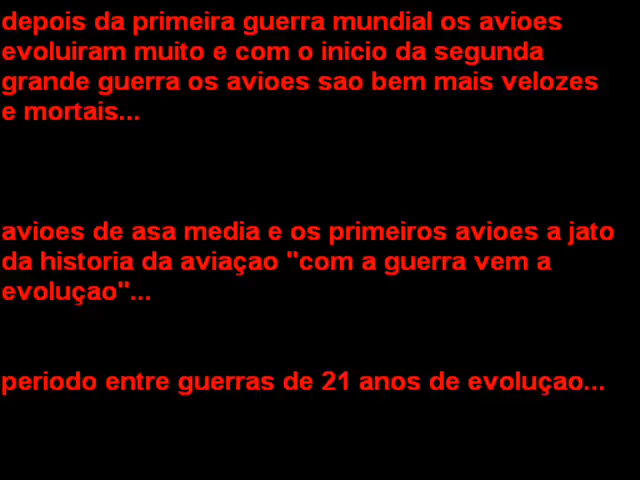 depois da primeira guerra mundial os avioes
evoluiram muito e com o inicio da segunda
grande guerra os avioes sao bem mais velozes
e mortais...
avioes de asa media e os primeiros avioes a jato
da historia da aviaçao "com a guerra vem a
evoluçao"...
periodo entre guerras de 21 anos de evoluçao...